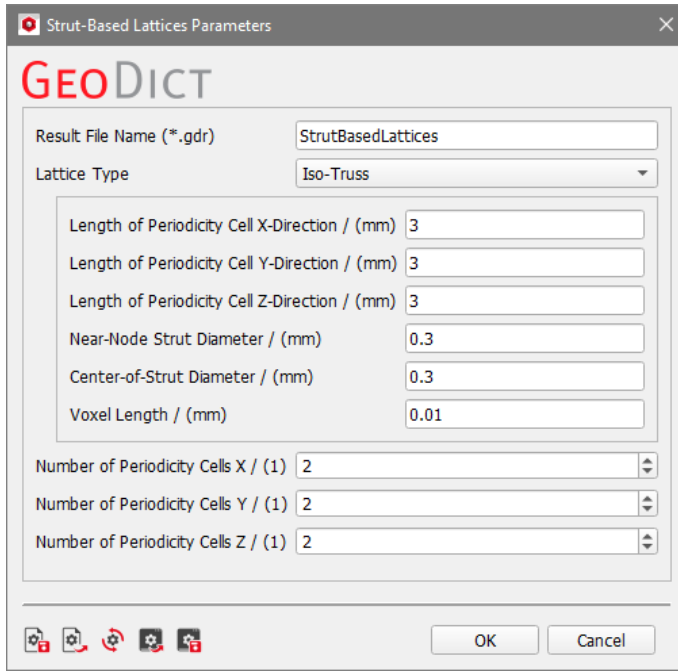 Strut-Based Lattices Parameters
GEODICT
Result File Name (*.gdr) StrutBasedLattices
Lattice Type Iso-Truss
Length of Periodicity Cell X-Direction / (mm) 3
Length of Periodicity Cell Y-Direction / (mm) 3
Length of Periodicity Cell Z-Direction / (mm) 3
Near-Node Strut Diameter / (mm) 0.3
Center-of-Strut Diameter / (mm) 0.3
Voxel Length / (mm) 0.01
Number of Periodicity Cells X / (1) 2
Number of Periodicity Cells Y / (1) 2
Number of Periodicity Cells Z / (1) 2
OK Cancel